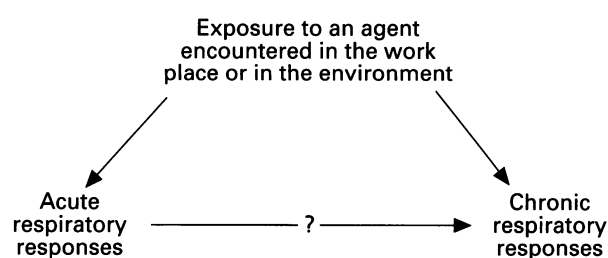 Exposure to an agent
encountered in the work
place or in the environment
Acute
respiratory
responses
?
Chronic
respiratory
responses